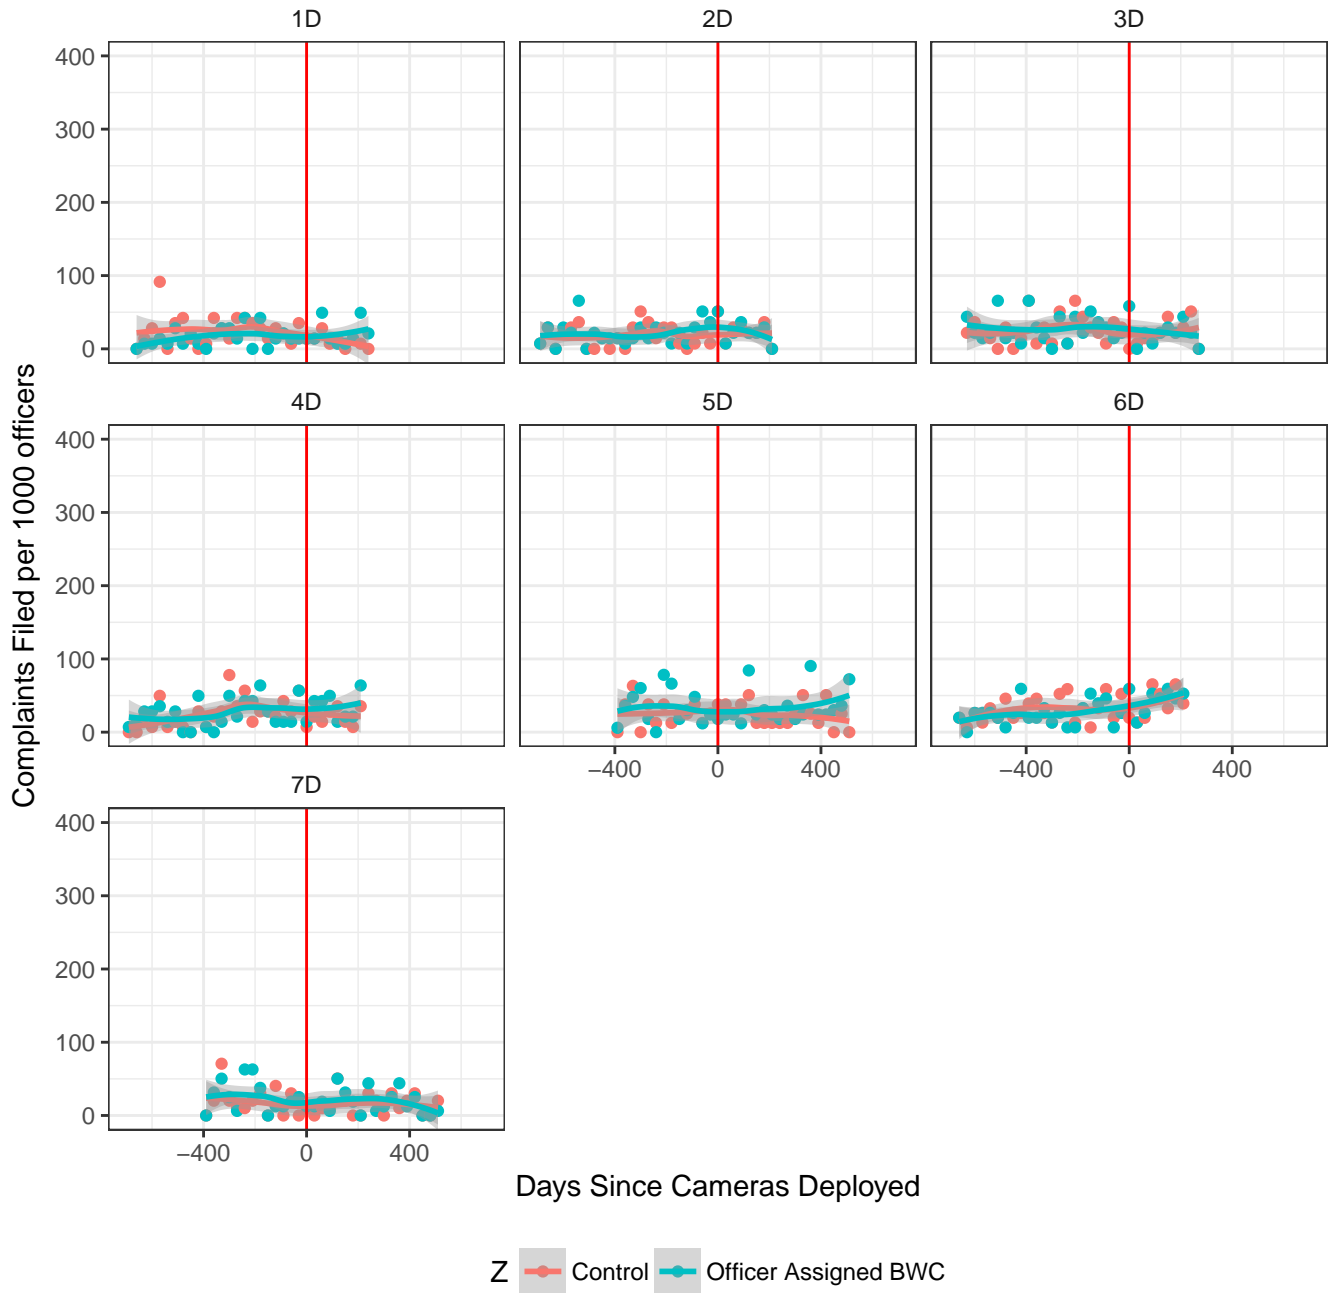 1D 2D 3D
400
300
200
100
0
4D 5D 6D
400
300
200
100
0
−400 0 400 −400 0 400
7D
400
300
200
100
0
−400 0 400
Complaints Filed per 1000 officers
Days Since Cameras Deployed
Z Control Officer Assigned BWC